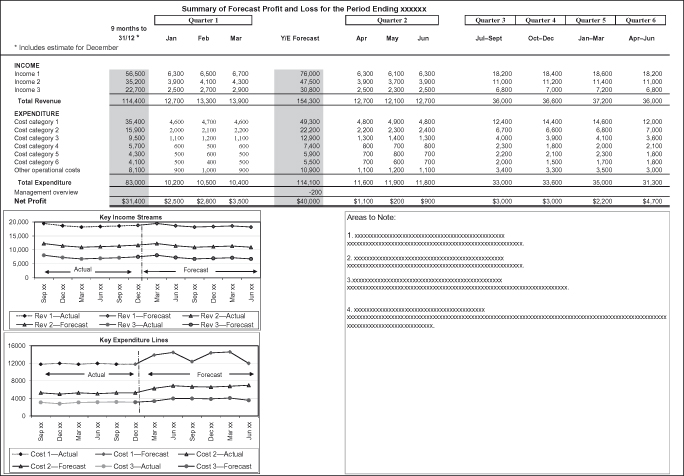 Summary of Forecast Profit and Loss for the Period Ending xxxxxx
9 months to Quarter 1 Quarter 2 Quarter 3 Quarter 4 Quarter 5 Quarter 6
31/12 * Jan Feb Mar Y/E Forecast Apr May Jun Jul–Sept Oct–Dec Jan–Mar Apr–Jun
* Includes estimate for December
INCOME
Income 1 56,500 6,300 6,500 6,700 76,000 6,300 6,100 6,300 18,200 18,400 18,600 18,200
Income 2 35,200 3,900 4,100 4,300 47,500 3,900 3,700 3,900 11,000 11,200 11,400 11,000
Income 3 22,700 2,500 2,700 2,900 30,800 2,500 2,300 2,500 6,800 7,000 7,200 6,800
Total Revenue 114,400 12,700 13,300 13,900 154,300 12,700 12,100 12,700 36,000 36,600 37,200 36,000
EXPENDITURE
Cost category 1 35,400 4,600 4,700 4,600 49,300 4,800 4,900 4,800 12,400 14,400 14,600 12,000
Cost category 2 15,900 2,000 2,100 2,200 22,200 2,200 2,300 2,400 6,700 6,600 6,800 7,000
Cost category 3 9,500 1,100 1,200 1,100 12,900 1,300 1,400 1,300 4,000 3,900 4,100 3,600
Cost category 4 5,700 600 500 600 7,400 800 700 800 2,300 1,800 2,000 2,100
Cost category 5 4,300 500 600 500 5,900 700 800 700 2,200 2,100 2,300 1,800
Cost category 6 4,100 500 400 500 5,500 700 600 700 2,000 1,500 1,700 1,800
Other operational costs 8,100 900 1,000 900 10,900 1,100 1,200 1,100 3,400 3,300 3,500 3,000
Total Expenditure 83,000 10,200 10,500 10,400 114,100 11,600 11,900 11,800 33,000 33,600 35,000 31,300
Management overview -200
Net Profit $31,400 $2,500 $2,800 $3,500 $40,000 $1,100 $200 $900 $3,000 $3,000 $2,200 $4,700
Key Income Streams
20,000
15,000
10,000
5,000
0
Actual Forecast
Sep xx Dec xx Mar xx Jun xx Sep xx Dec xx Mar xx Jun xx Sep xx Dec xx Mar xx Jun xx
Rev 1—Actual Rev 1—Forecast Rev 2—Actual
Rev 2—Forecast Rev 3—Actual Rev 3—Forecast
Key Expenditure Lines
16000
12000
8000
4000
0
Actual Forecast
Sep xx Dec xx Mar xx Jun xx Sep xx Dec xx Mar xx Jun xx Sep xx Dec xx Mar xx Jun xx
Cost 1—Actual Cost 1—Forecast Cost 2—Actual
Cost 2—Forecast Cost 3—Actual Cost 3—Forecast
Areas to Note:
1.
2.
3.
4.